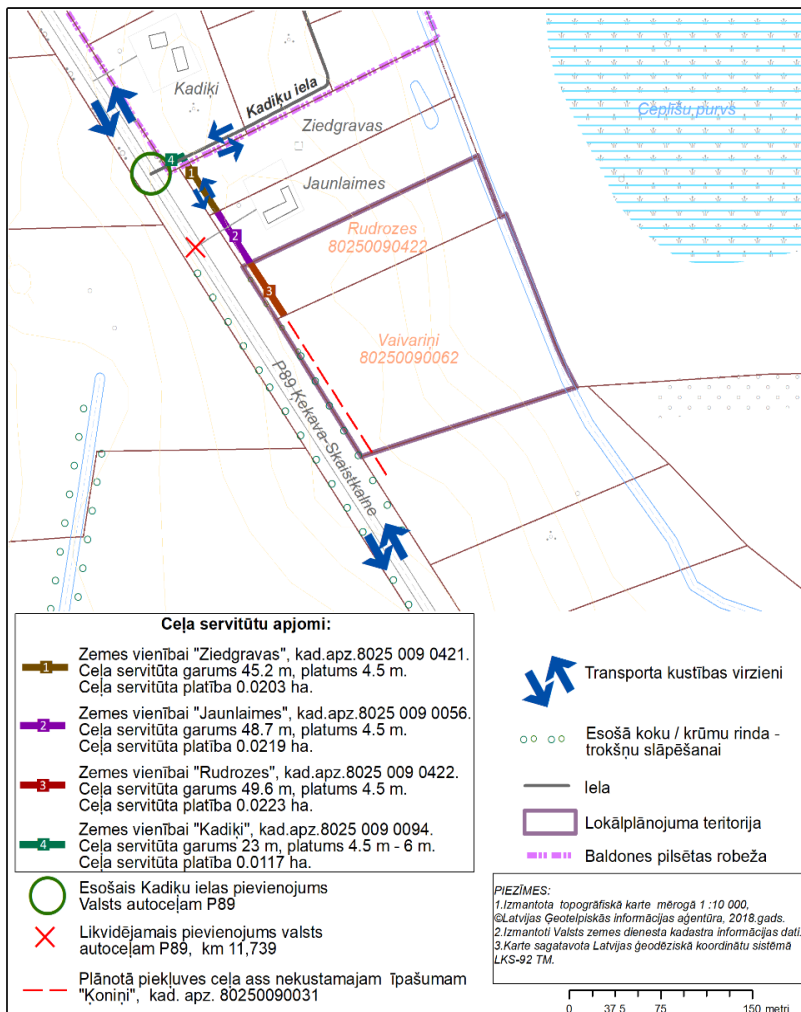 Kadiķi
Kadiķu iela
Ziedgravas
Ceplīšu purvs
4
1
Jaunlaimes
2
Rudrozes
80250090422
3
Vaivariņi
80250090062
P89 Ķekava-Skaistkalne
Ceļa servitūtu apjomi:
1
Zemes vienībai "Ziedgravas", kad.apz.8025 009 0421.
Ceļa servitūta garums 45.2 m, platums 4.5 m.
Ceļa servitūta platība 0.0203 ha.
2
Zemes vienībai "Jaunlaimes", kad.apz.8025 009 0056.
Ceļa servitūta garums 48.7 m, platums 4.5 m.
Ceļa servitūta platība 0.0219 ha.
3
Zemes vienībai "Rudrozes", kad.apz.8025 009 0422.
Ceļa servitūta garums 49.6 m, platums 4.5 m.
Ceļa servitūta platība 0.0223 ha.
4
Zemes vienībai "Kadiķi", kad.apz.8025 009 0094.
Ceļa servitūta garums 23 m, platums 4.5 m - 6 m.
Ceļa servitūta platība 0.0117 ha.
Esošais Kadiķu ielas pievienojums
Valsts autoceļam P89
Likvidējamais pievienojums valsts
autoceļam P89, km 11,739
Plānotā piekļuves ceļa ass nekustamajam īpašumam
"Ķoniņi", kad. apz. 80250090031
Transporta kustības virzieni
Esošā koku / krūmu rinda -
trokšņu slāpēšanai
Iela
Lokālplānojuma teritorija
Baldones pilsētas robeža
PIEZĪMES:
1.Izmantota topogrāfiskā karte mērogā 1 :10 000,
©Latvijas Ģeotelpiskās informācijas aģentūra, 2018.gads.
2.Izmantoti Valsts zemes dienesta kadastra informācijas dati.
3.Karte sagatavota Latvijas ģeodēziskā koordinātu sistēmā
LKS-92 TM.
0 37.5 75 150 metri